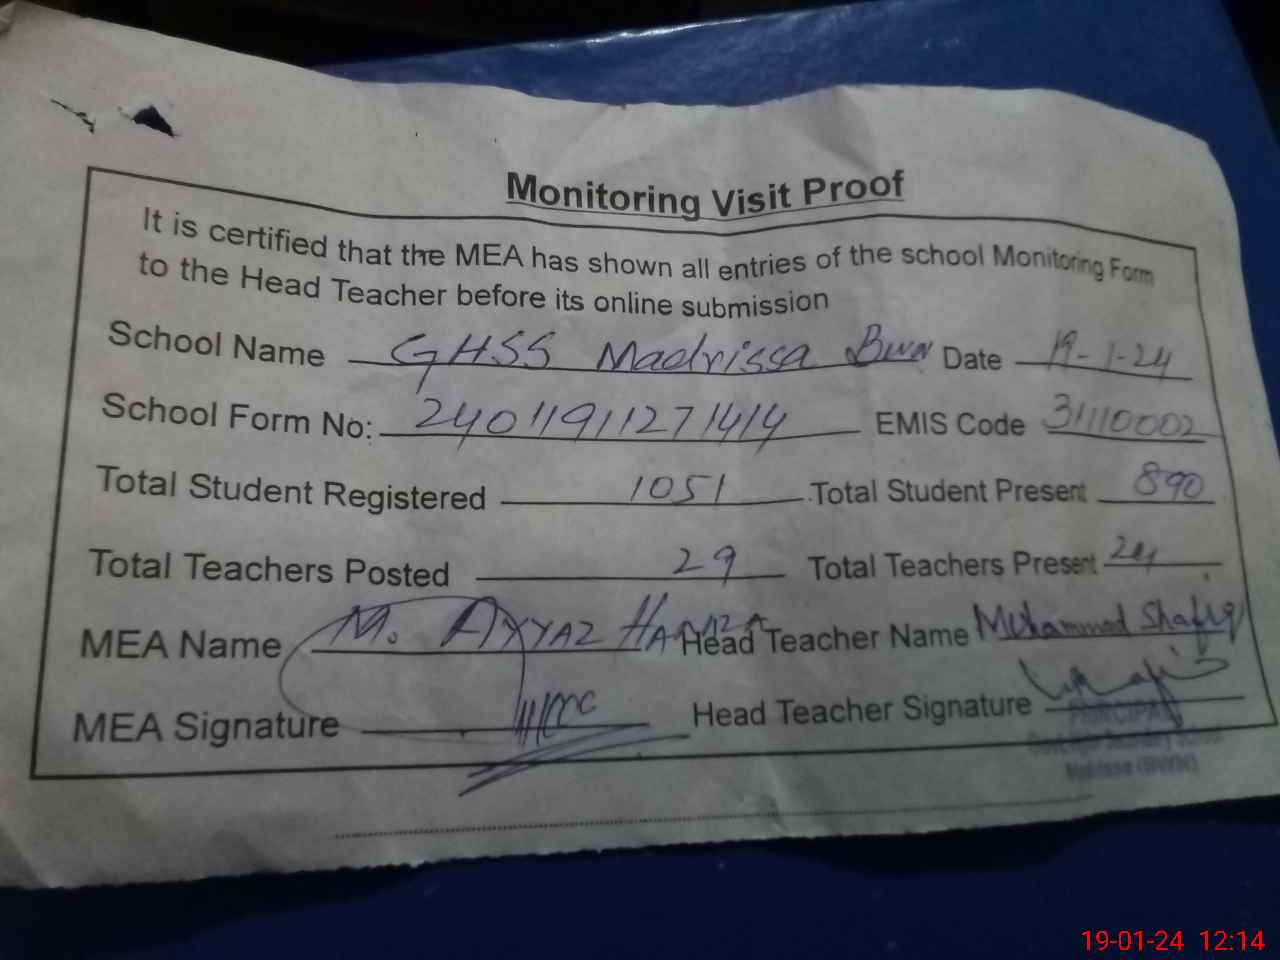 Monitoring Visit Proof
It is certified that the MEA has shown all entries of the school Monitoring Form
to the Head Teacher before its online submission
School Name GHSS Madrissa Bwn Date 19-1-24
School Form No: 24011911271414 EMIS Code 31110002
Total Student Registered 1051 Total Student Present 890
Total Teachers Posted 29 Total Teachers Present 24
MEA Name M. AYYAZ HAMZA Head Teacher Name Muhammad Shafiq
MEA Signature Head Teacher Signature
PRINCIPAL
Madrissa (BWN)
19-01-24 12:14